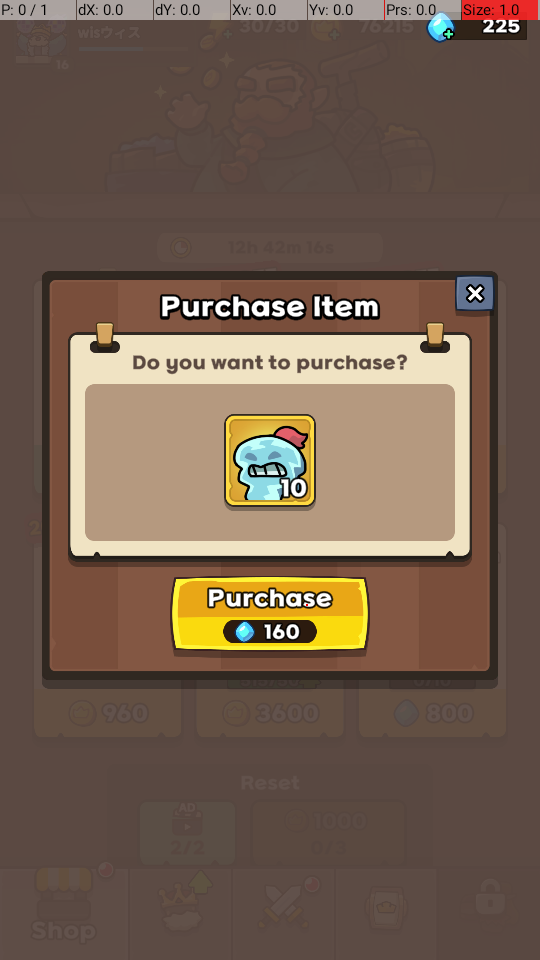 P: 0 / 1 dX: 0.0 dY: 0.0 Xv: 0.0 Yv: 0.0 Prs: 0.0 Size: 1.0
wisウィス 30/30 76215 225
16
12h 42m 16s
Purchase Item
Do you want to purchase?
10
Purchase
160
960 3600 800
Reset
AD 1000
2/2
Shop